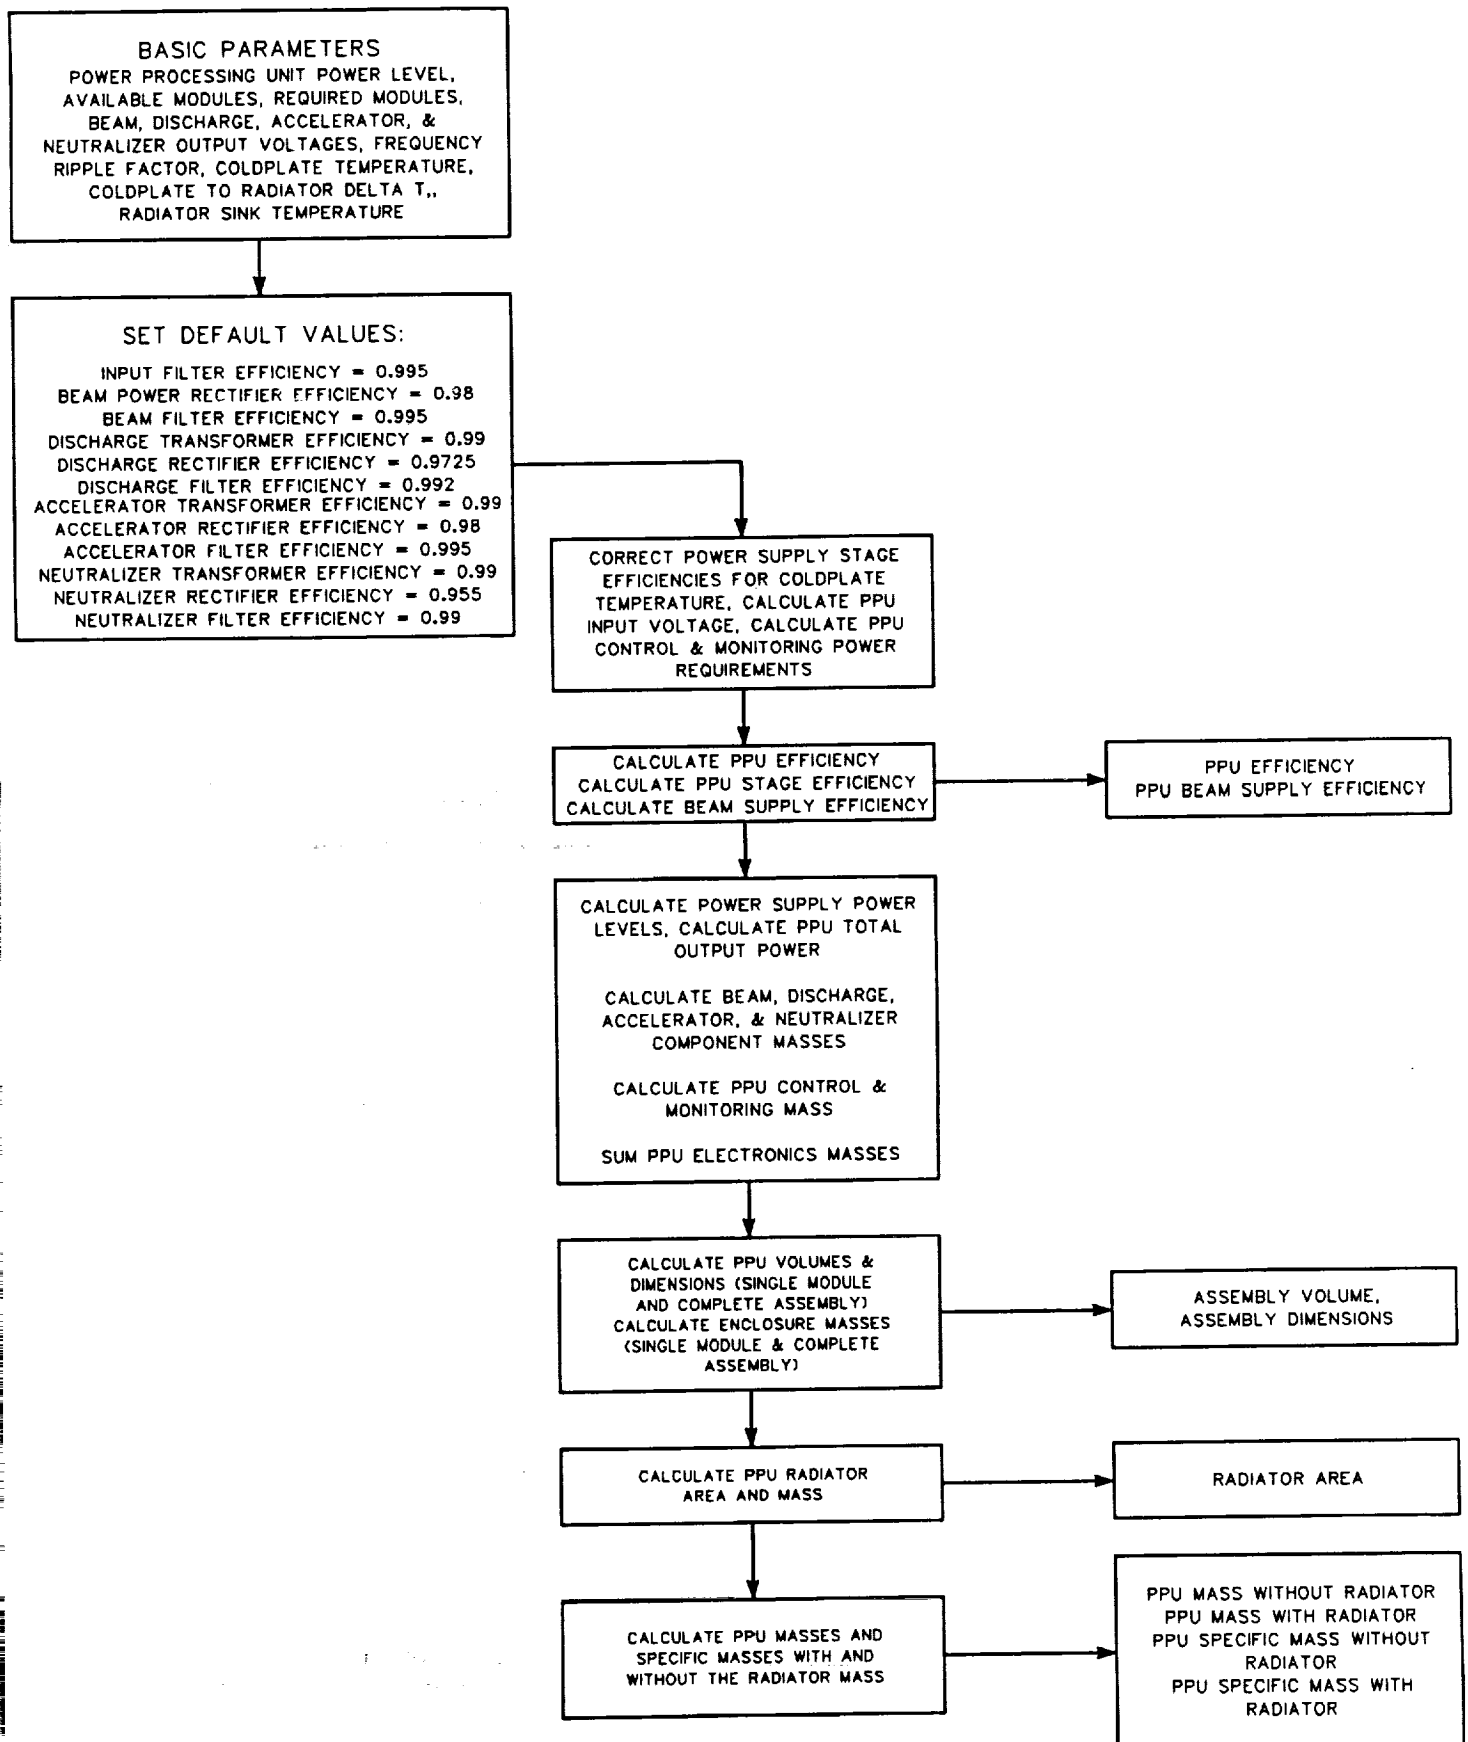 BASIC PARAMETERS
POWER PROCESSING UNIT POWER LEVEL,
AVAILABLE MODULES, REQUIRED MODULES,
BEAM, DISCHARGE, ACCELERATOR, &
NEUTRALIZER OUTPUT VOLTAGES, FREQUENCY
RIPPLE FACTOR, COLDPLATE TEMPERATURE,
COLDPLATE TO RADIATOR DELTA T,,
RADIATOR SINK TEMPERATURE
SET DEFAULT VALUES:
INPUT FILTER EFFICIENCY = 0.995
BEAM POWER RECTIFIER EFFICIENCY = 0.98
BEAM FILTER EFFICIENCY = 0.995
DISCHARGE TRANSFORMER EFFICIENCY = 0.99
DISCHARGE RECTIFIER EFFICIENCY = 0.9725
DISCHARGE FILTER EFFICIENCY = 0.992
ACCELERATOR TRANSFORMER EFFICIENCY = 0.99
ACCELERATOR RECTIFIER EFFICIENCY = 0.98
ACCELERATOR FILTER EFFICIENCY = 0.995
NEUTRALIZER TRANSFORMER EFFICIENCY = 0.99
NEUTRALIZER RECTIFIER EFFICIENCY = 0.955
NEUTRALIZER FILTER EFFICIENCY = 0.99
CORRECT POWER SUPPLY STAGE
EFFICIENCIES FOR COLDPLATE
TEMPERATURE, CALCULATE PPU
INPUT VOLTAGE, CALCULATE PPU
CONTROL & MONITORING POWER
REQUIREMENTS
CALCULATE PPU EFFICIENCY
CALCULATE PPU STAGE EFFICIENCY
CALCULATE BEAM SUPPLY EFFICIENCY
PPU EFFICIENCY
PPU BEAM SUPPLY EFFICIENCY
CALCULATE POWER SUPPLY POWER
LEVELS, CALCULATE PPU TOTAL
OUTPUT POWER
CALCULATE BEAM, DISCHARGE,
ACCELERATOR, & NEUTRALIZER
COMPONENT MASSES
CALCULATE PPU CONTROL &
MONITORING MASS
SUM PPU ELECTRONICS MASSES
CALCULATE PPU VOLUMES &
DIMENSIONS (SINGLE MODULE
AND COMPLETE ASSEMBLY)
CALCULATE ENCLOSURE MASSES
(SINGLE MODULE & COMPLETE
ASSEMBLY)
ASSEMBLY VOLUME,
ASSEMBLY DIMENSIONS
CALCULATE PPU RADIATOR
AREA AND MASS
RADIATOR AREA
CALCULATE PPU MASSES AND
SPECIFIC MASSES WITH AND
WITHOUT THE RADIATOR MASS
PPU MASS WITHOUT RADIATOR
PPU MASS WITH RADIATOR
PPU SPECIFIC MASS WITHOUT
RADIATOR
PPU SPECIFIC MASS WITH
RADIATOR